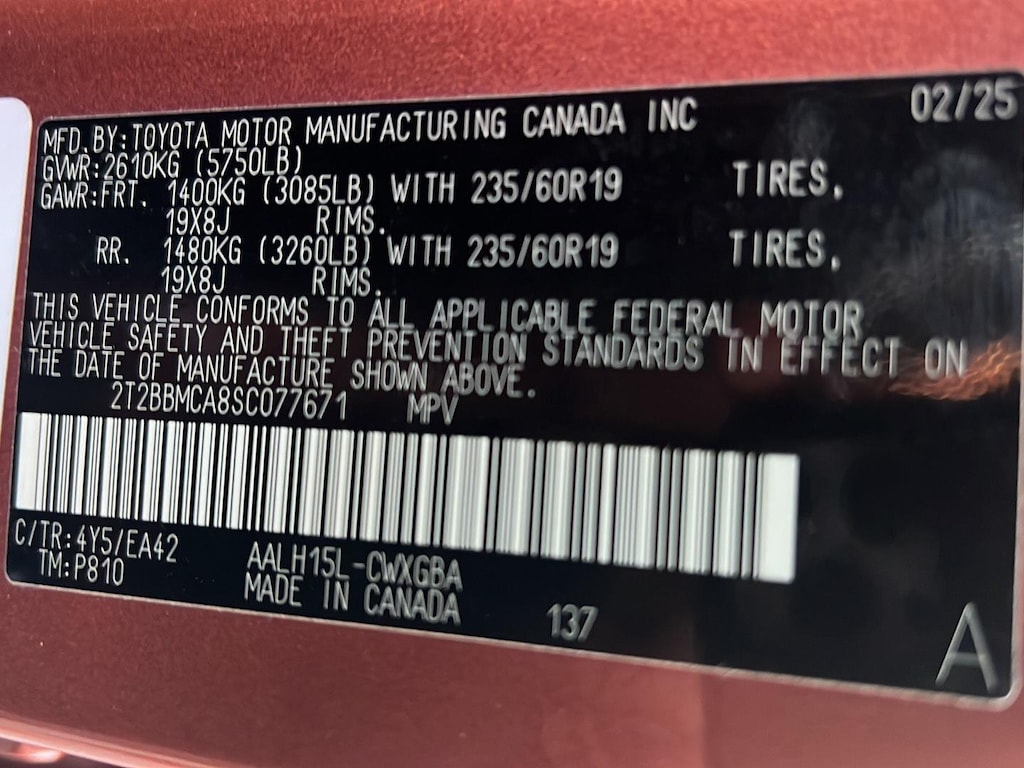 02/25
MFD.BY:TOYOTA MOTOR MANUFACTURING CANADA INC
GVWR:2610KG (5750LB)
GAWR:FRT. 1400KG (3085LB) WITH 235/60R19 TIRES,
19X8J RIMS.
RR. 1480KG (3260LB) WITH 235/60R19 TIRES,
19X8J RIMS.
THIS VEHICLE CONFORMS TO ALL APPLICABLE FEDERAL MOTOR
VEHICLE SAFETY AND THEFT PREVENTION STANDARDS IN EFFECT ON
THE DATE OF MANUFACTURE SHOWN ABOVE.
2T2BBMCA8SC077671 MPV
C/TR:4Y5/EA42 AALH15L-CWXGBA
TM:P810 MADE IN CANADA 137
A